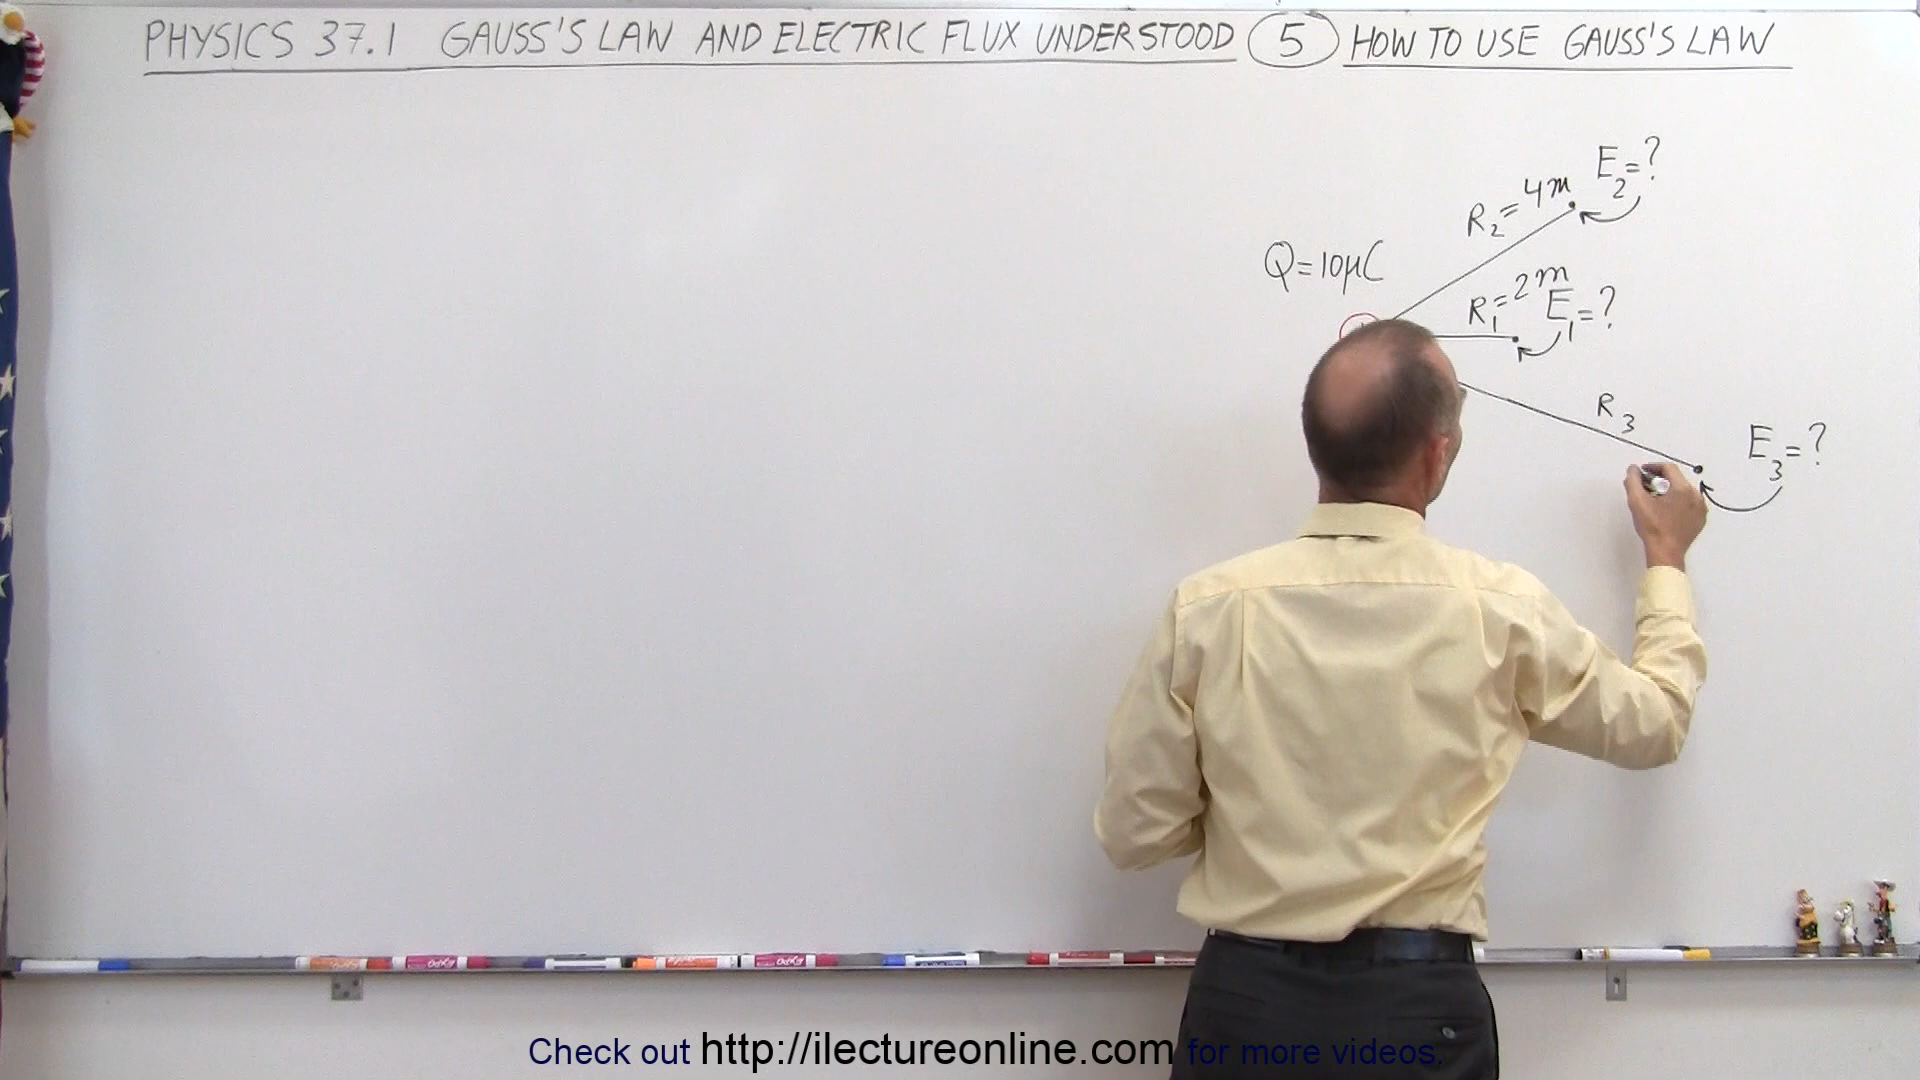 PHYSICS 37.1 GAUSS'S LAW AND ELECTRIC FLUX UNDERSTOOD 5 HOW TO USE GAUSS'S LAW
E₂=?
R₂=4m
Q=10μC
R₁=2m E₁=?
R₃
E₃=?
Check out http://ilectureonline.com for more videos.